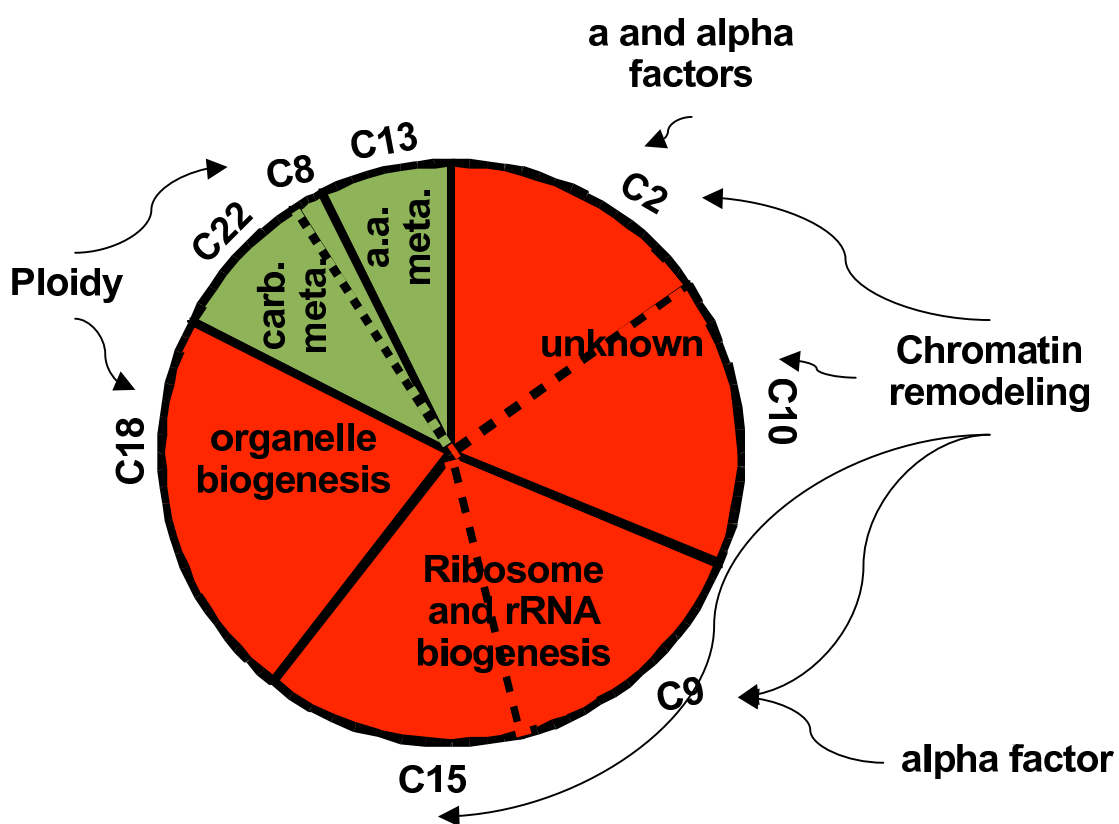 a and alpha
factors
C13
C8
C2
C22
a.a.
meta.
carb.
meta.
Ploidy
unknown
Chromatin
remodeling
C10
C18
organelle
biogenesis
Ribosome
and rRNA
biogenesis
C9
C15
alpha factor